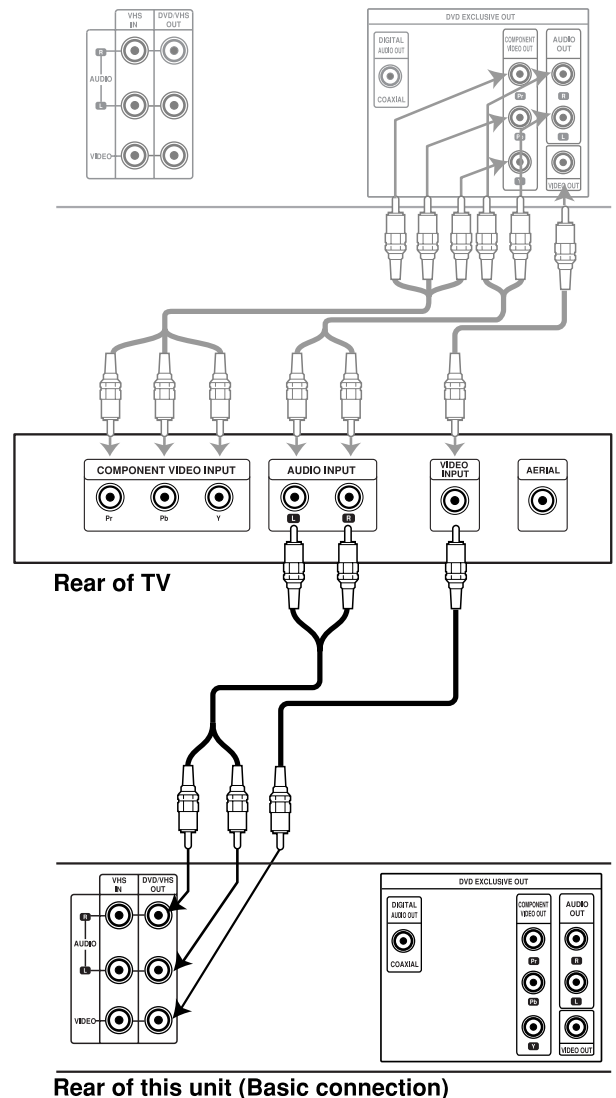 VHS IN
DVD/VHS OUT
R
AUDIO
L
VIDEO
DVD EXCLUSIVE OUT
DIGITAL AUDIO OUT
COAXIAL
COMPONENT VIDEO OUT
AUDIO OUT
Pr
R
Pb
L
Y
VIDEO OUT
COMPONENT VIDEO INPUT
Pr
Pb
Y
AUDIO INPUT
L
R
VIDEO INPUT
AERIAL
Rear of TV
VHS IN
DVD/VHS OUT
R
AUDIO
L
VIDEO
DVD EXCLUSIVE OUT
DIGITAL AUDIO OUT
COAXIAL
COMPONENT VIDEO OUT
AUDIO OUT
Pr
R
Pb
L
Y
VIDEO OUT
Rear of this unit (Basic connection)